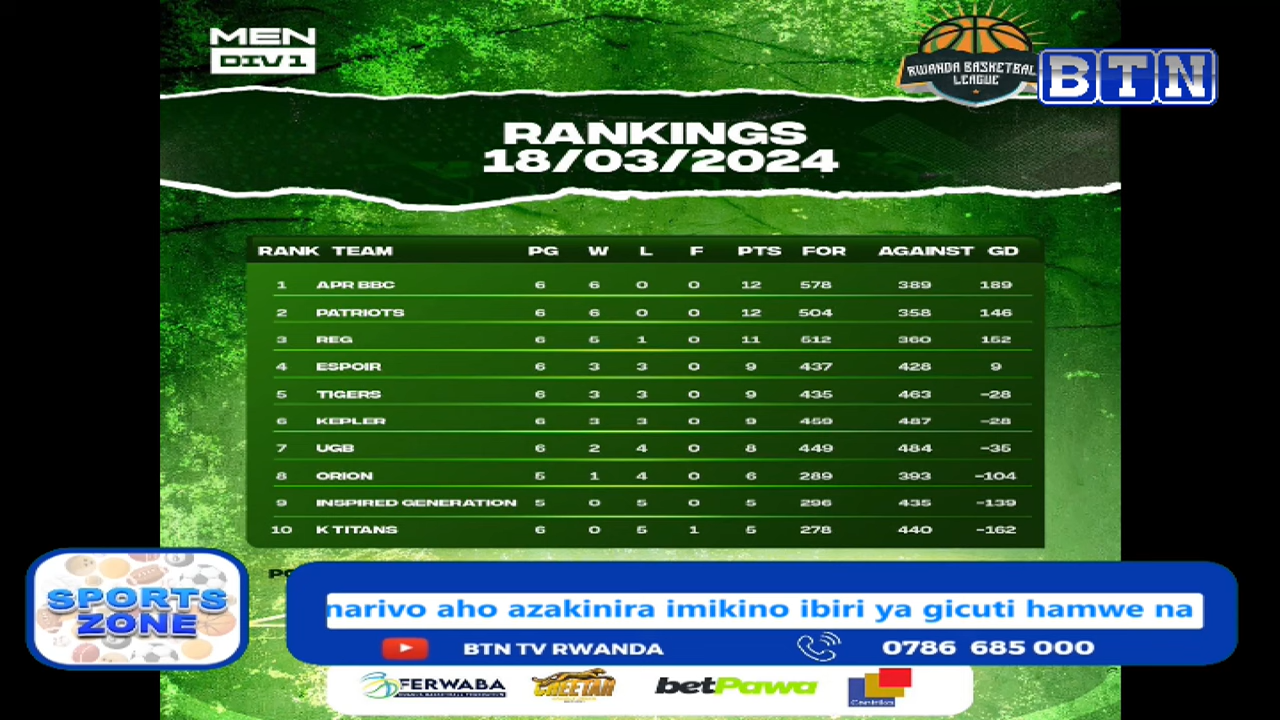 MEN
DIV 1
RWANDA BASKETBAL
LEAGUE
BTN
RANKINGS
18/03/2024
RANK TEAM PG W L F PTS FOR AGAINST GD
1 APR BBC 6 6 0 0 12 578 389 189
2 PATRIOTS 6 6 0 0 12 504 358 146
3 REG 6 5 1 0 11 512 360 152
4 ESPOIR 6 3 3 0 9 437 428 9
5 TIGERS 6 3 3 0 9 435 463 -28
6 KEPLER 6 3 3 0 9 459 487 -28
7 UGB 6 2 4 0 8 449 484 -35
8 ORION 5 1 4 0 6 289 393 -104
9 INSPIRED GENERATION 5 0 5 0 5 296 435 -139
10 K TITANS 6 0 5 1 5 278 440 -162
SPORTS
ZONE
narivo aho azakinira imikino ibiri ya gicuti hamwe na
BTN TV RWANDA 0786 685 000
FERWABA
CHEETAH
betPawa
Centrika